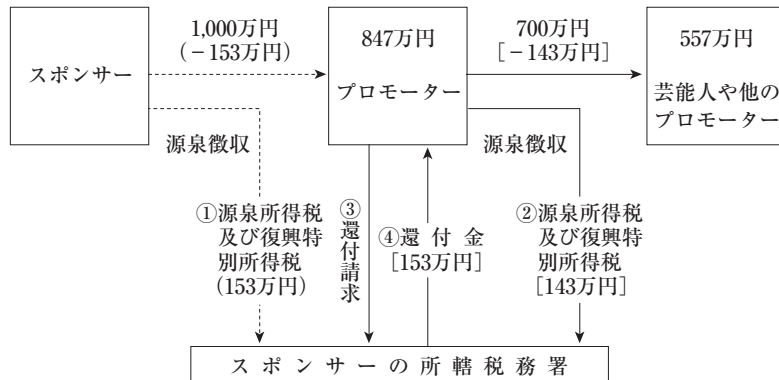 1,000万円
(－153万円)
スポンサー
源泉徴収
847万円
プロモーター
700万円
[－143万円]
源泉徴収
557万円
芸能人や他の
プロモーター
①源泉所得税
及び復興特
別所得税
(153万円)
③還付請求
④還付金
[153万円]
②源泉所得税
及び復興特
別所得税
[143万円]
スポンサーの所轄税務署